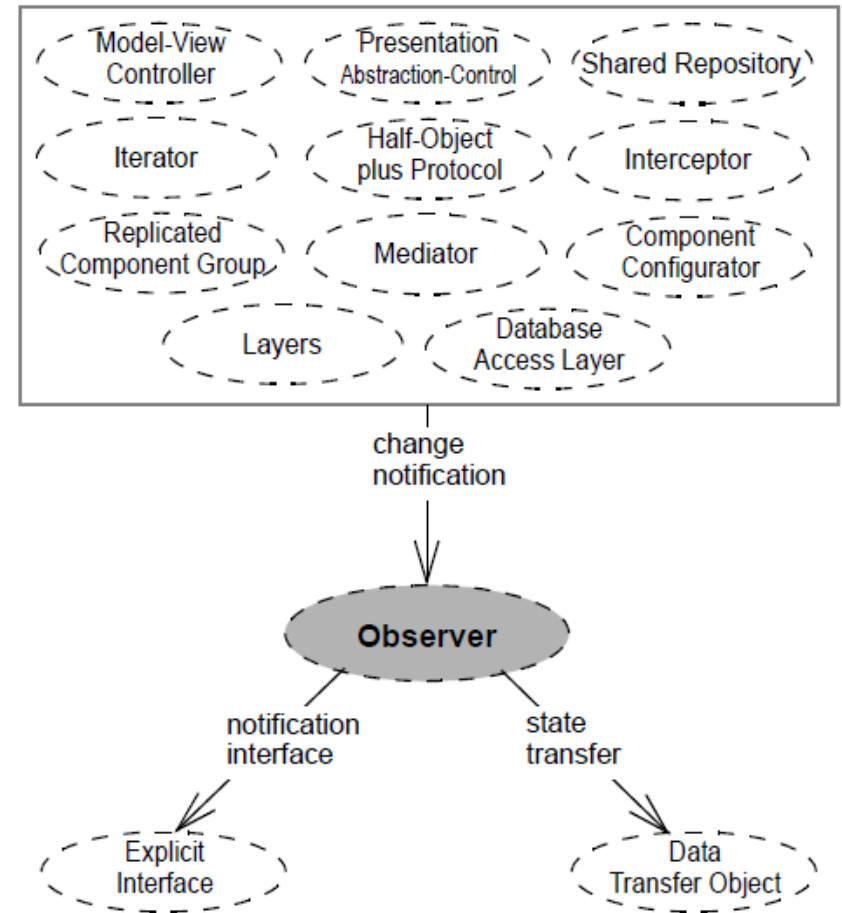 Model-View
Controller
Presentation
Abstraction-Control
Shared Repository
Iterator
Half-Object
plus Protocol
Interceptor
Replicated
Component Group
Mediator
Component
Configurator
Layers
Database
Access Layer
change
notification
Observer
notification
interface
state
transfer
Explicit
Interface
Data
Transfer Object